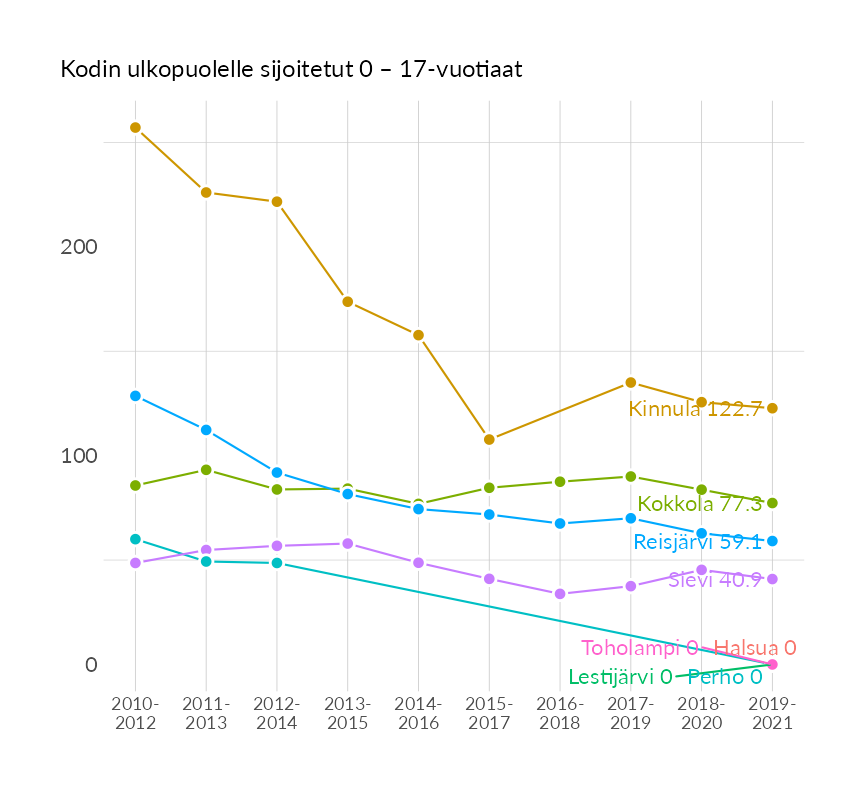 Kodin ulkopuolelle sijoitetut 0 – 17-vuotiaat
200
100
0
Kinnula 122.7
Kokkola 77.3
Reisjärvi 59.1
Sievi 40.9
Toholampi 0
Halsua 0
Lestijärvi 0
Perho 0
2010- 2011- 2012- 2013- 2014- 2015- 2016- 2017- 2018- 2019-
2012 2013 2014 2015 2016 2017 2018 2019 2020 2021